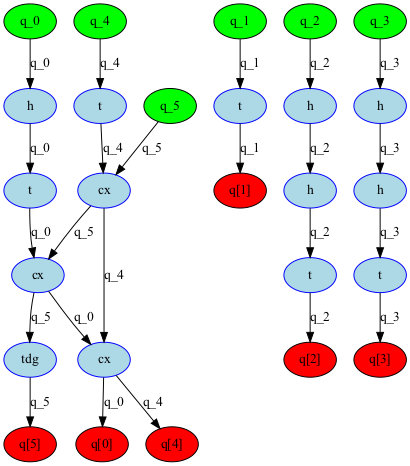 q_0 q_4 q_1 q_2 q_3
q_0 q_4 q_1 q_2 q_3
h t q_5 t h h
q_0 q_4 q_5 q_1 q_2 q_3
t cx q[1] h h
q_0 q_5 q_4 q_2 q_3
cx t t
q_5 q_0 q_2 q_3
tdg cx q[2] q[3]
q_5 q_0 q_4
q[5] q[0] q[4]